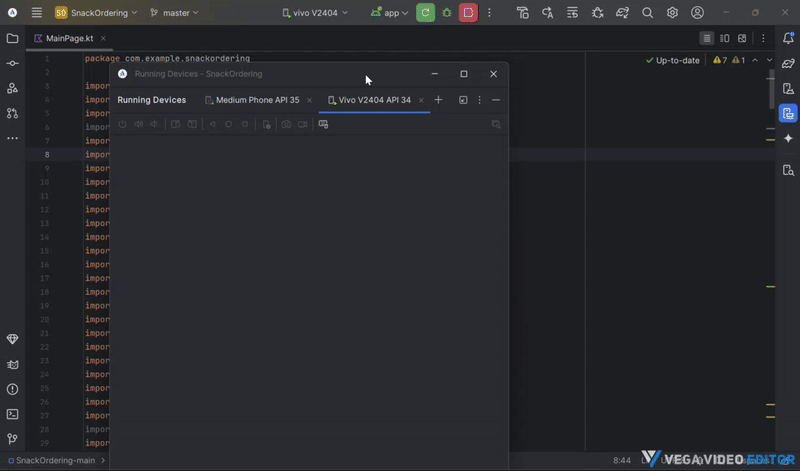 SO SnackOrdering master vivo V2404 app
MainPage.kt
1 package com.example.snackordering Up-to-date 7 1
2 Running Devices - SnackOrdering
3 impor
4 impor Running Devices Medium Phone API 35 Vivo V2404 API 34
5 impor
6 impor
7 impor
8 impor
9 impor
10 impor
11 impor
12 impor
13 impor
14 impor
15 impor
16 impor
17 impor
18 impor
19 impor
20 impor
21 impor
22 impor
23 impor
24 impor
25 impor
26 impor
27 impor
28 impor
29 impor
SnackOrdering-main 8:44
VEGA VIDEO EDITOR